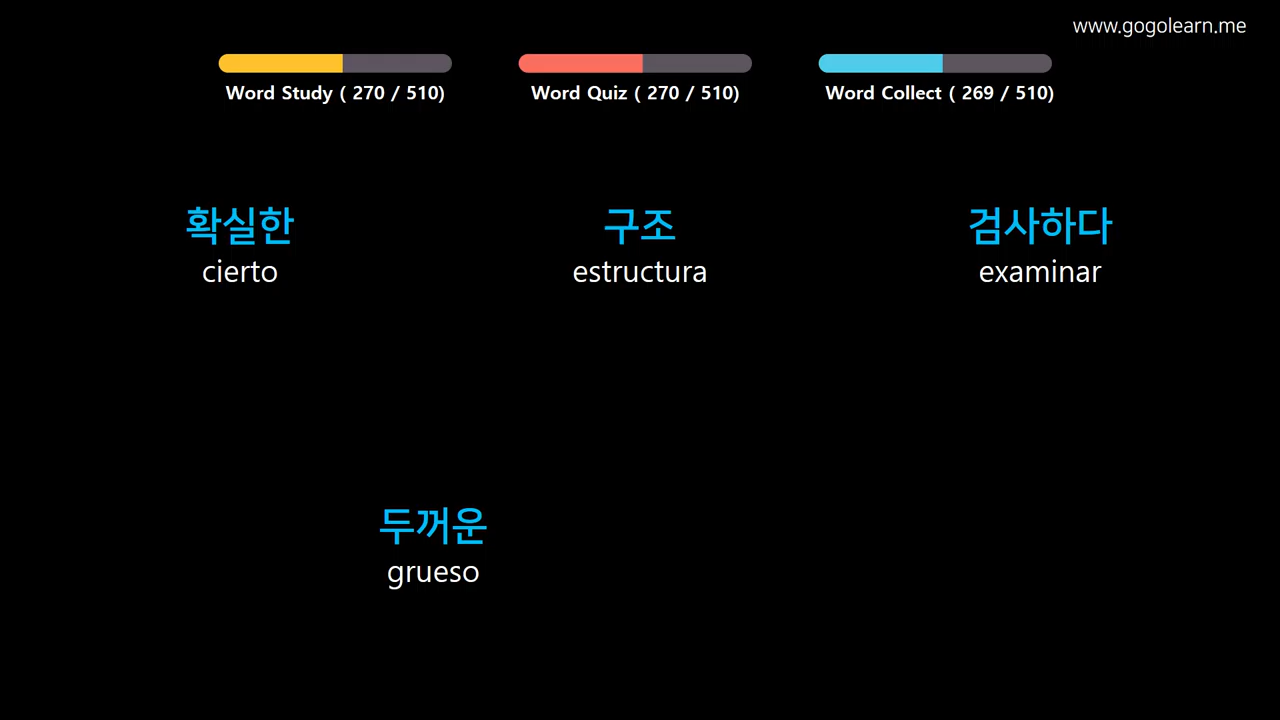 www.gogolearn.me
Word Study ( 270 / 510)
Word Quiz ( 270 / 510)
Word Collect ( 269 / 510)
확실한
cierto
구조
estructura
검사하다
examinar
두꺼운
grueso